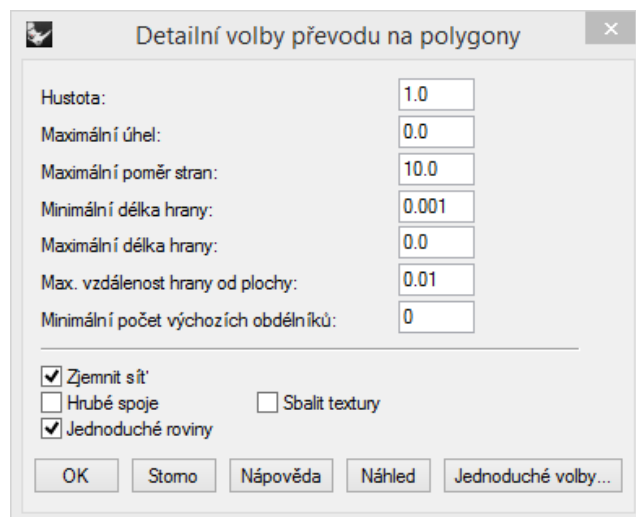 Detailní volby převodu na polygony
Hustota: 1.0
Maximální úhel: 0.0
Maximální poměr stran: 10.0
Minimální délka hrany: 0.001
Maximální délka hrany: 0.0
Max. vzdálenost hrany od plochy: 0.01
Minimální počet výchozích obdélníků: 0
Zjemnit síť
Hrubé spoje Sbalit textury
Jednoduché roviny
OK Storno Nápověda Náhled Jednoduché volby...